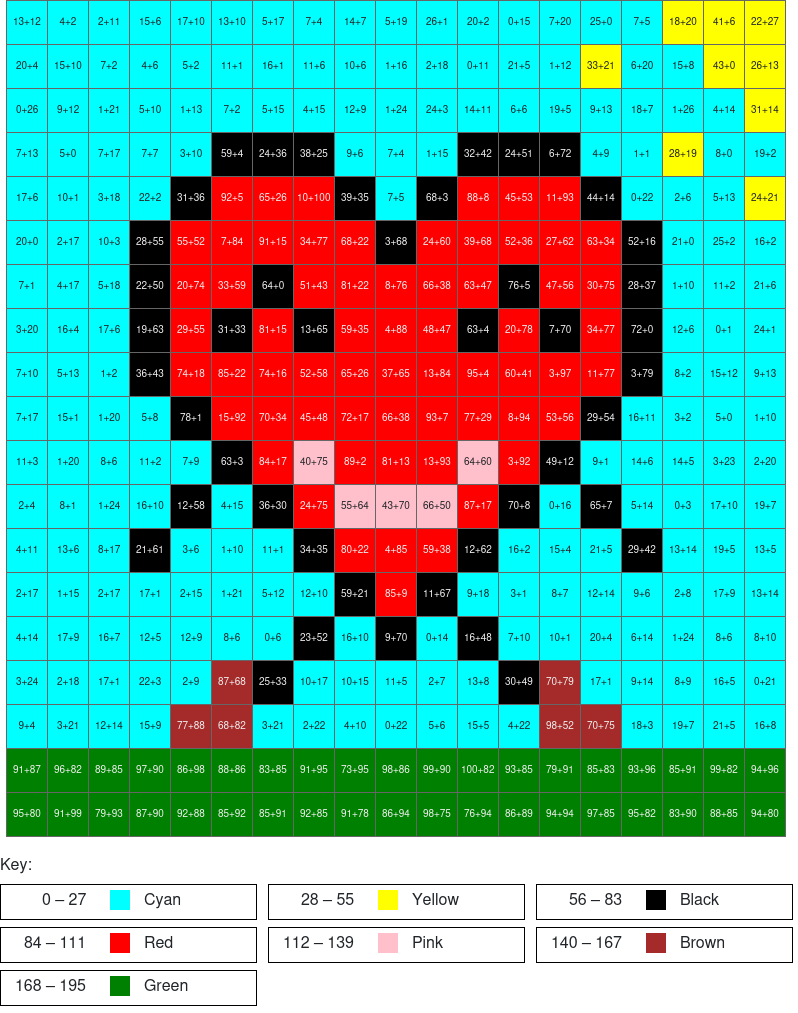 13+12 4+2 2+11 15+6 17+10 13+10 5+17 7+4 14+7 5+19 26+1 20+2 0+15 7+20 25+0 7+5 18+20 41+6 22+27
20+4 15+10 7+2 4+6 5+2 11+1 16+1 11+6 10+6 1+16 2+18 0+11 21+5 1+12 33+21 6+20 15+8 43+0 26+13
0+26 9+12 1+21 5+10 1+13 7+2 5+15 4+15 12+9 1+24 24+3 14+11 6+6 19+5 9+13 18+7 1+26 4+14 31+14
7+13 5+0 7+17 7+7 3+10 59+4 24+36 38+25 9+6 7+4 1+15 32+42 24+51 6+72 4+9 1+1 28+19 8+0 19+2
17+6 10+1 3+18 22+2 31+36 92+5 65+26 10+100 39+35 7+5 68+3 88+8 45+53 11+93 44+14 0+22 2+6 5+13 24+21
20+0 2+17 10+3 28+55 55+52 7+84 91+15 34+77 68+22 3+68 24+60 39+68 52+36 27+62 63+34 52+16 21+0 25+2 16+2
7+1 4+17 5+18 22+50 20+74 33+59 64+0 51+43 81+22 8+76 66+38 63+47 76+5 47+56 30+75 28+37 1+10 11+2 21+6
3+20 16+4 17+6 19+63 29+55 31+33 81+15 13+65 59+35 4+88 48+47 63+4 20+78 7+70 34+77 72+0 12+6 0+1 24+1
7+10 5+13 1+2 36+43 74+18 85+22 74+16 52+58 65+26 37+65 13+84 95+4 60+41 3+97 11+77 3+79 8+2 15+12 9+13
7+17 15+1 1+20 5+8 78+1 15+92 70+34 45+48 72+17 66+38 93+7 77+29 8+94 53+56 29+54 16+11 3+2 5+0 1+10
11+3 1+20 8+6 11+2 7+9 63+3 84+17 40+75 89+2 81+13 13+93 64+60 3+92 49+12 9+1 14+6 14+5 3+23 2+20
2+4 8+1 1+24 16+10 12+58 4+15 36+30 24+75 55+64 43+70 66+50 87+17 70+8 0+16 65+7 5+14 0+3 17+10 19+7
4+11 13+6 8+17 21+61 3+6 1+10 11+1 34+35 80+22 4+85 59+38 12+62 16+2 15+4 21+5 29+42 13+14 19+5 13+5
2+17 1+15 2+17 17+1 2+15 1+21 5+12 12+10 59+21 85+9 11+67 9+18 3+1 8+7 12+14 9+6 2+8 17+9 13+14
4+14 17+9 16+7 12+5 12+9 8+6 0+6 23+52 16+10 9+70 0+14 16+48 7+10 10+1 20+4 6+14 1+24 8+6 8+10
3+24 2+18 17+1 22+3 2+9 87+68 25+33 10+17 10+15 11+5 2+7 13+8 30+49 70+79 17+1 9+14 8+9 16+5 0+21
9+4 3+21 12+14 15+9 77+88 68+82 3+21 2+22 4+10 0+22 5+6 15+5 4+22 98+52 70+75 18+3 19+7 21+5 16+8
91+87 96+82 89+85 97+90 86+98 88+86 83+85 91+95 73+95 98+86 99+90 100+82 93+85 79+91 85+83 93+96 85+91 99+82 94+96
95+80 91+99 79+93 87+90 92+88 85+92 85+91 92+85 91+78 86+94 98+75 76+94 86+89 94+94 97+85 95+82 83+90 88+85 94+80
Key:
0 – 27 Cyan 28 – 55 Yellow 56 – 83 Black
84 – 111 Red 112 – 139 Pink 140 – 167 Brown
168 – 195 Green